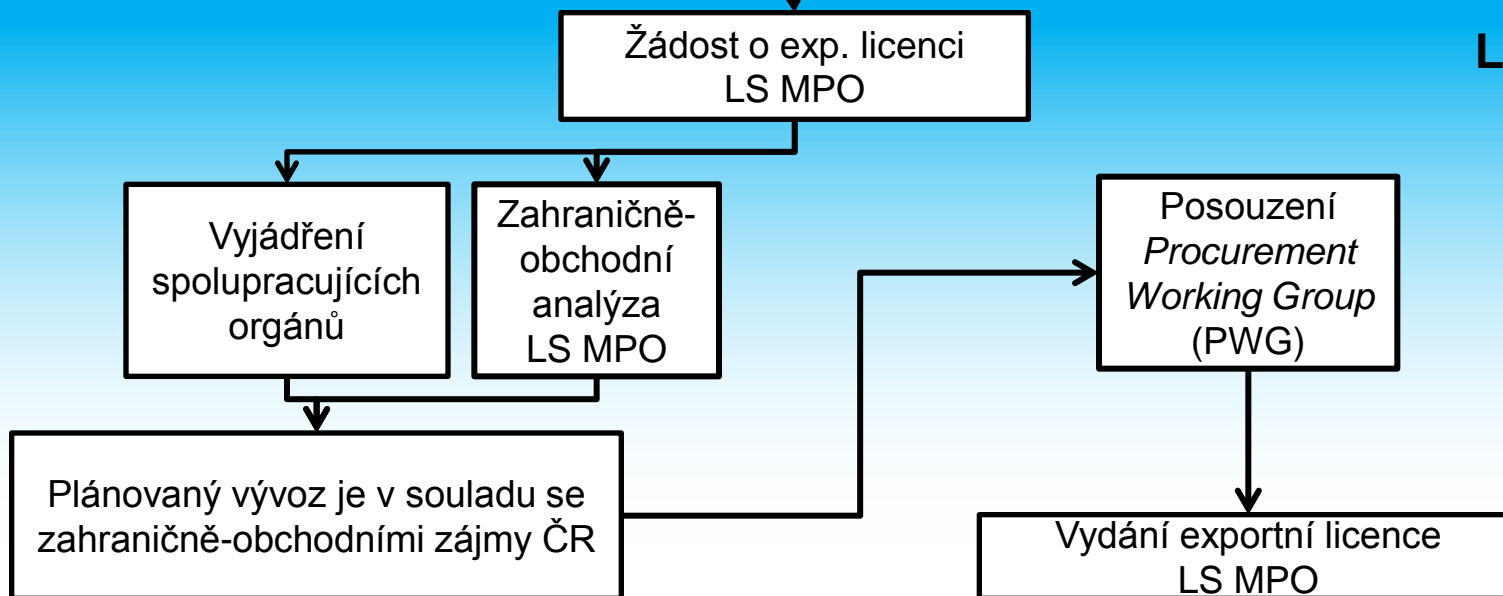 Žádost o exp. licenci
LS MPO
L
Vyjádření
spolupracujících
orgánů
Zahraničně-
obchodní
analýza
LS MPO
Posouzení
Procurement
Working Group
(PWG)
Plánovaný vývoz je v souladu se
zahraničně-obchodními zájmy ČR
Vydání exportní licence
LS MPO